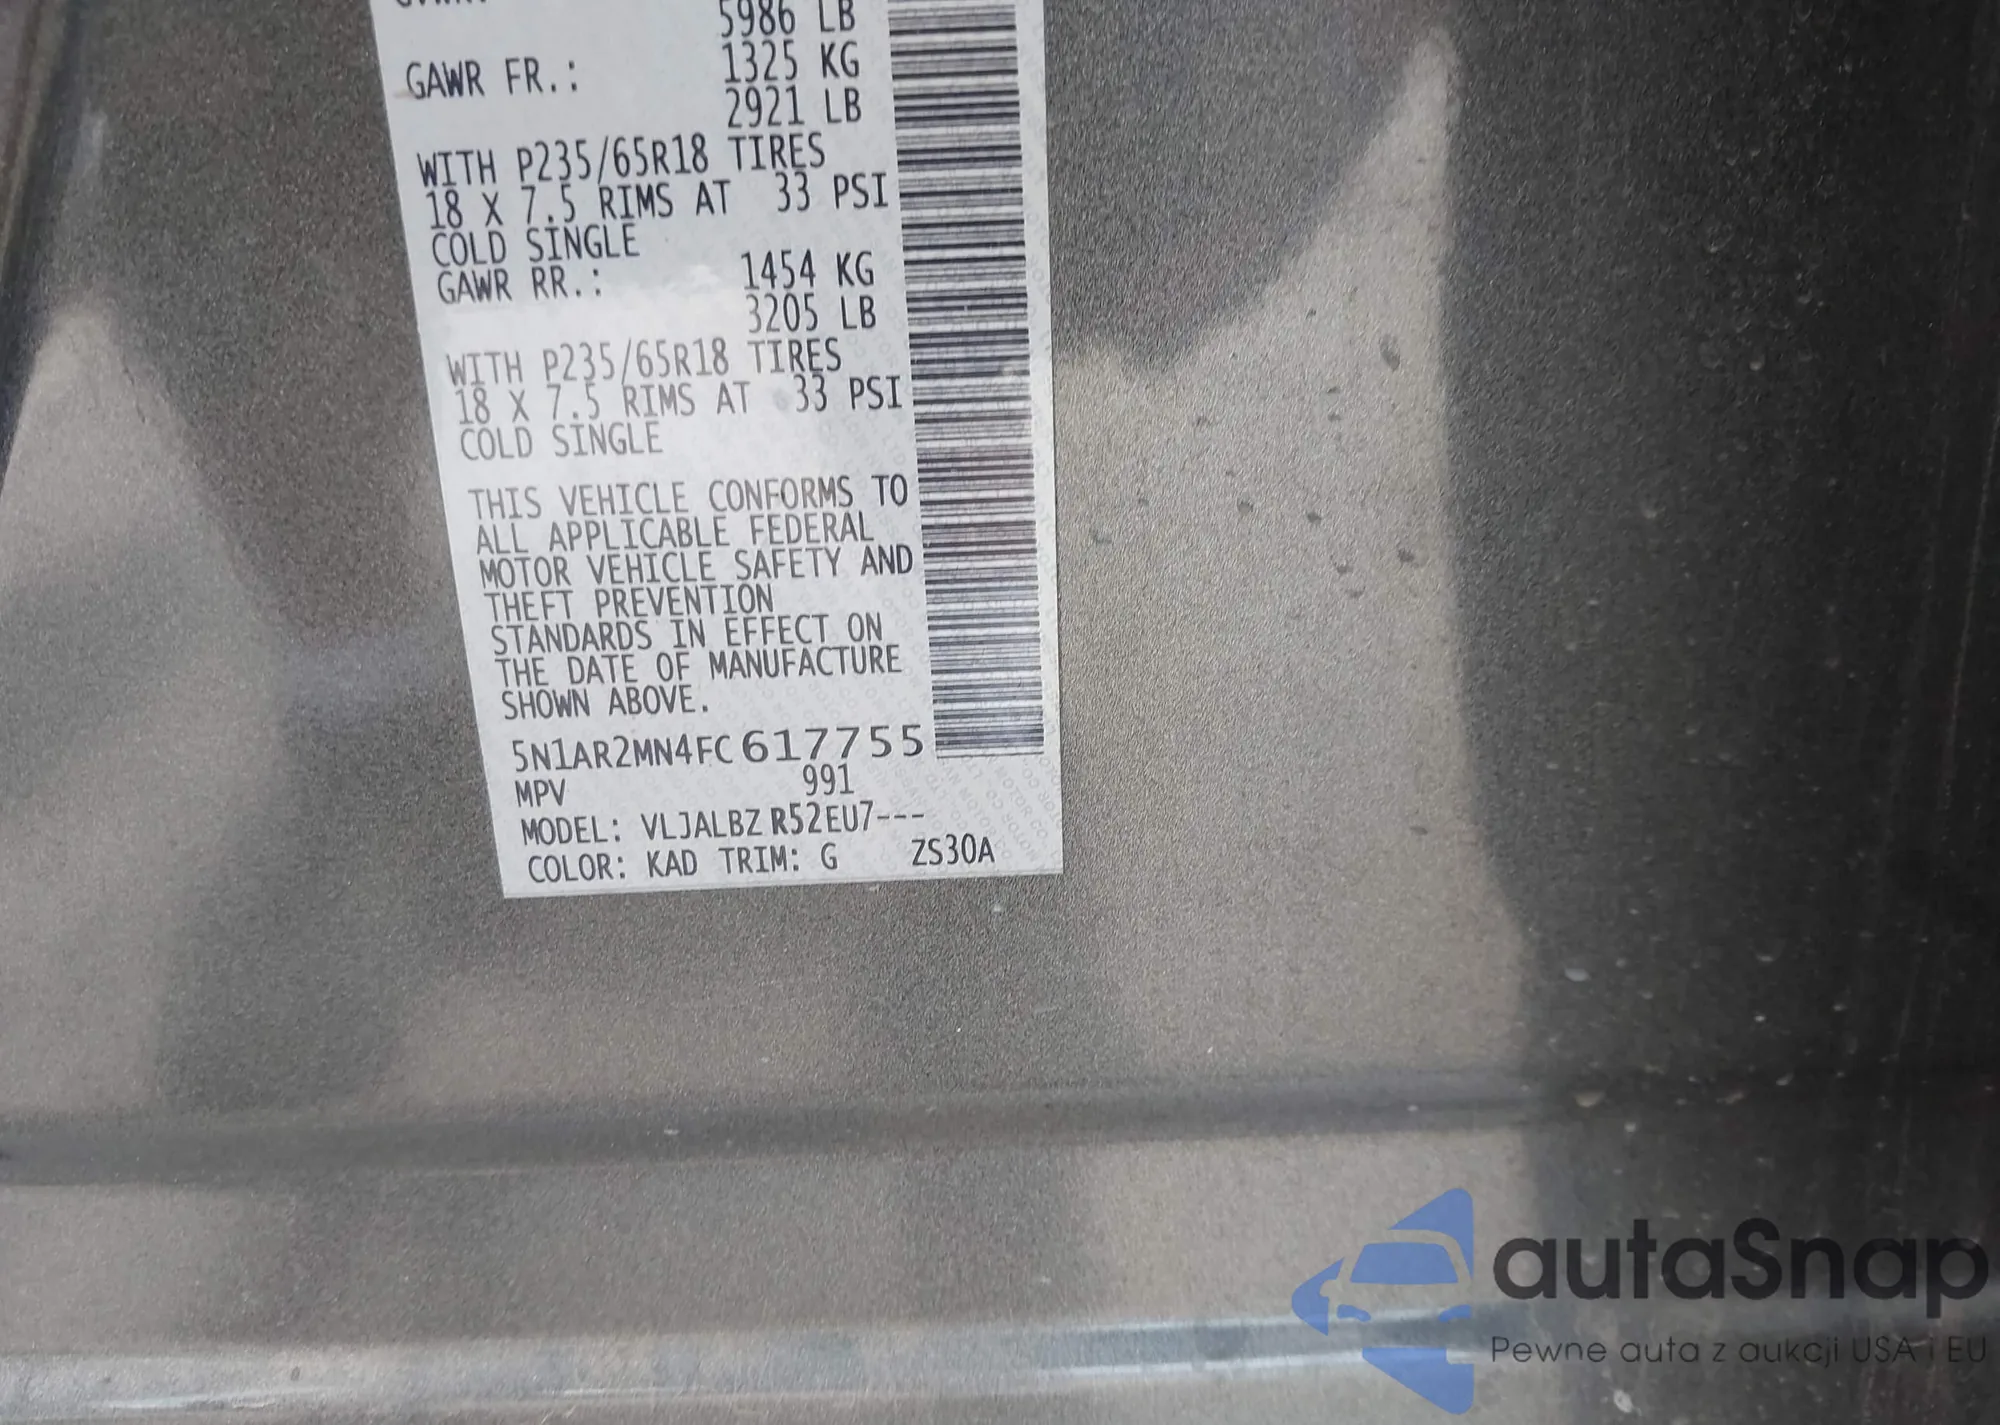 5986 LB
GAWR FR.: 1325 KG
2921 LB
WITH P235/65R18 TIRES
18 X 7.5 RIMS AT 33 PSI
COLD SINGLE
GAWR RR.: 1454 KG
3205 LB
WITH P235/65R18 TIRES
18 X 7.5 RIMS AT 33 PSI
COLD SINGLE
THIS VEHICLE CONFORMS TO
ALL APPLICABLE FEDERAL
MOTOR VEHICLE SAFETY AND
THEFT PREVENTION
STANDARDS IN EFFECT ON
THE DATE OF MANUFACTURE
SHOWN ABOVE.
5N1AR2MN4FC617755
MPV 991
MODEL: VLJALBZ R52EU7---
COLOR: KAD TRIM: G ZS30A
autaSnap
Pewne auta z aukcji USA i EU